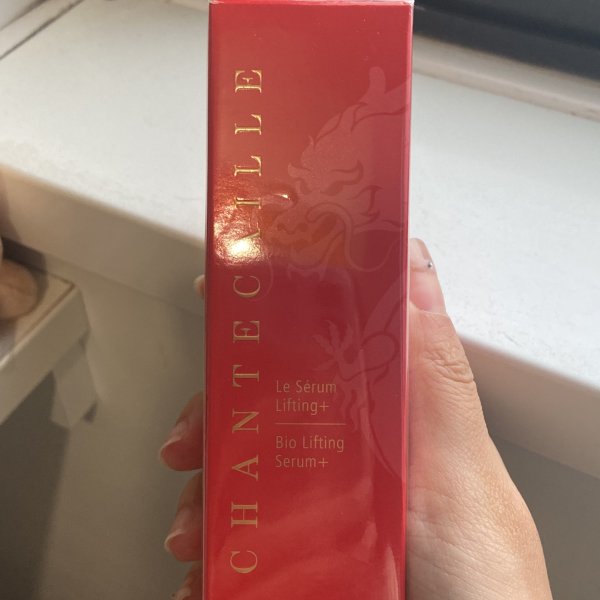 CHANTECAILLE
Le Sérum
Lifting+
Bio Lifting
Serum+